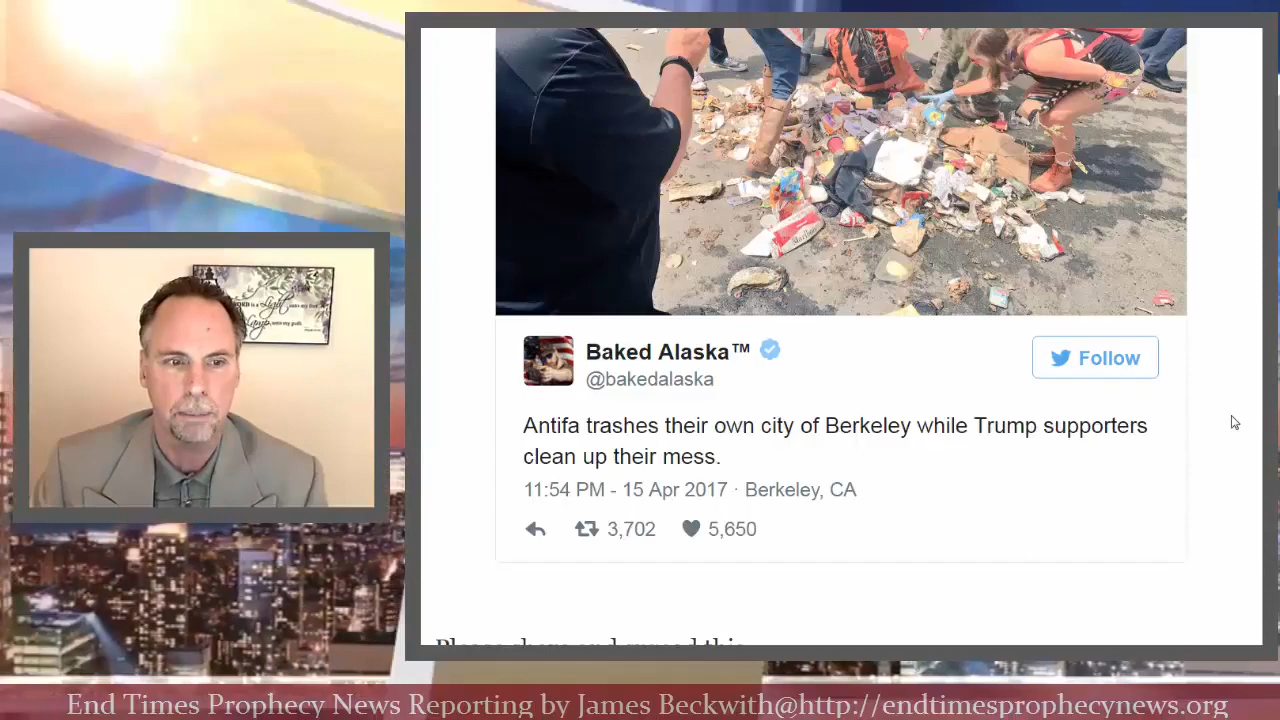 Baked Alaska™
@bakedalaska
Follow
Antifa trashes their own city of Berkeley while Trump supporters
clean up their mess.
11:54 PM - 15 Apr 2017 · Berkeley, CA
3,702 5,650
End Times Prophecy News Reporting by James Beckwith@http://endtimesprophecynews.org